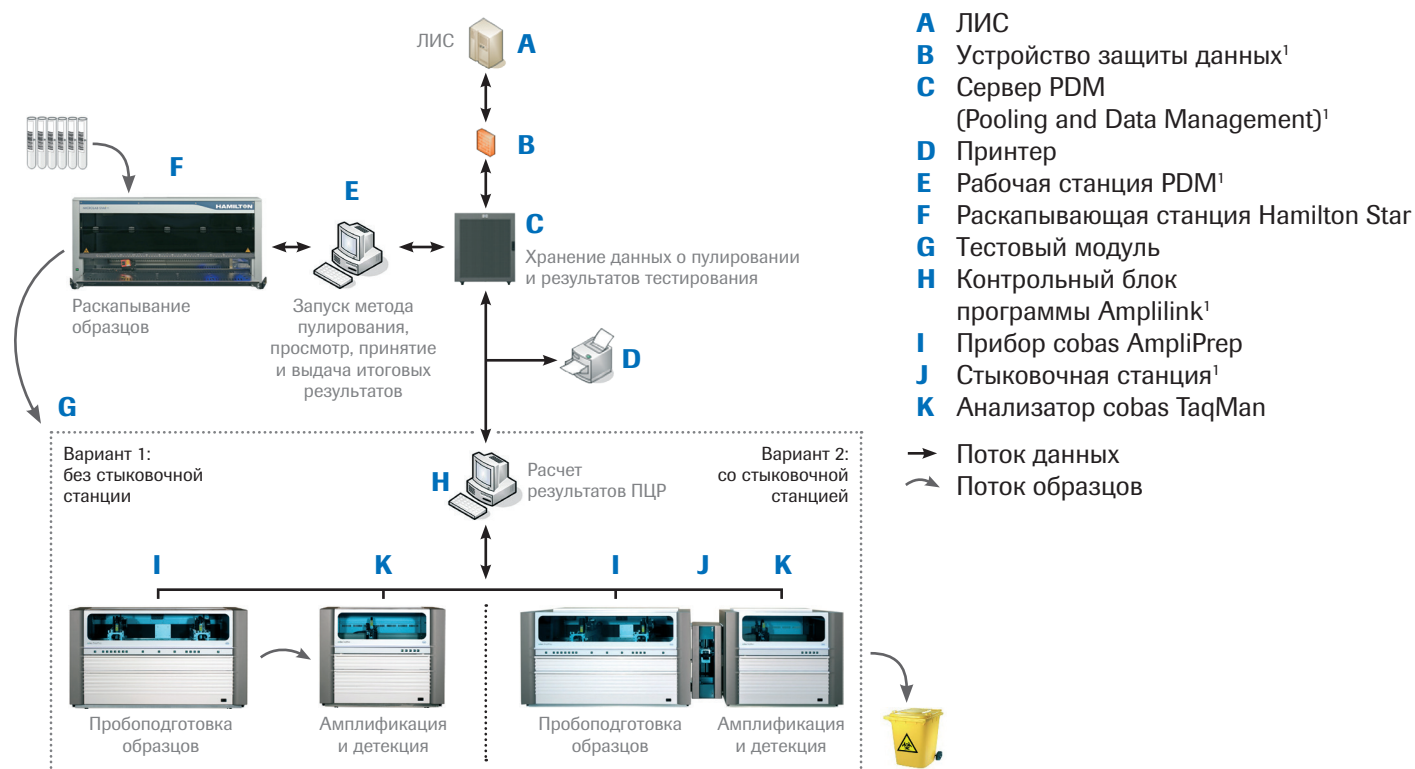 ЛИС A
B
F
HAMILTON
E
C
Хранение данных о пулировании
и результатов тестирования
Раскапывание
образцов
Запуск метода
пулирования,
просмотр, принятие
и выдача итоговых
результатов
D
G
Вариант 1:
без стыковочной
станции
H
Расчет
результатов ПЦР
Вариант 2:
со стыковочной
станцией
I K I J K
Пробоподготовка
образцов
Амплификация
и детекция
Пробоподготовка
образцов
Амплификация
и детекция
A ЛИС
B Устройство защиты данных¹
C Сервер PDM
(Pooling and Data Management)¹
D Принтер
E Рабочая станция PDM¹
F Раскапывающая станция Hamilton Star
G Тестовый модуль
H Контрольный блок
программы Amplilink¹
I Прибор cobas AmpliPrep
J Стыковочная станция¹
K Анализатор cobas TaqMan
Поток данных
Поток образцов